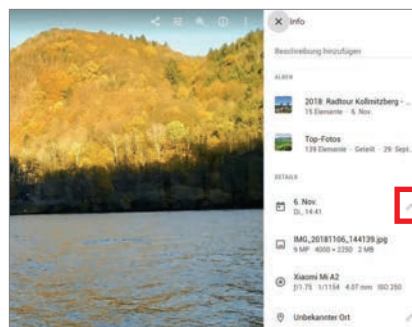 Info
Beschreibung hinzufügen
ALBEN
2018: Radtour Kollmitzberg - ...
15 Elemente · 6. Nov.
Top-Fotos
139 Elemente · Geteilt · 29. Sept.
DETAILS
6. Nov.
Di., 14:41
IMG_20181106_144139.jpg
9 MP 4000 × 2250 2 MB
Xiaomi Mi A2
ƒ/1.75 1/1154 4.07 mm ISO 250
Unbekannter Ort